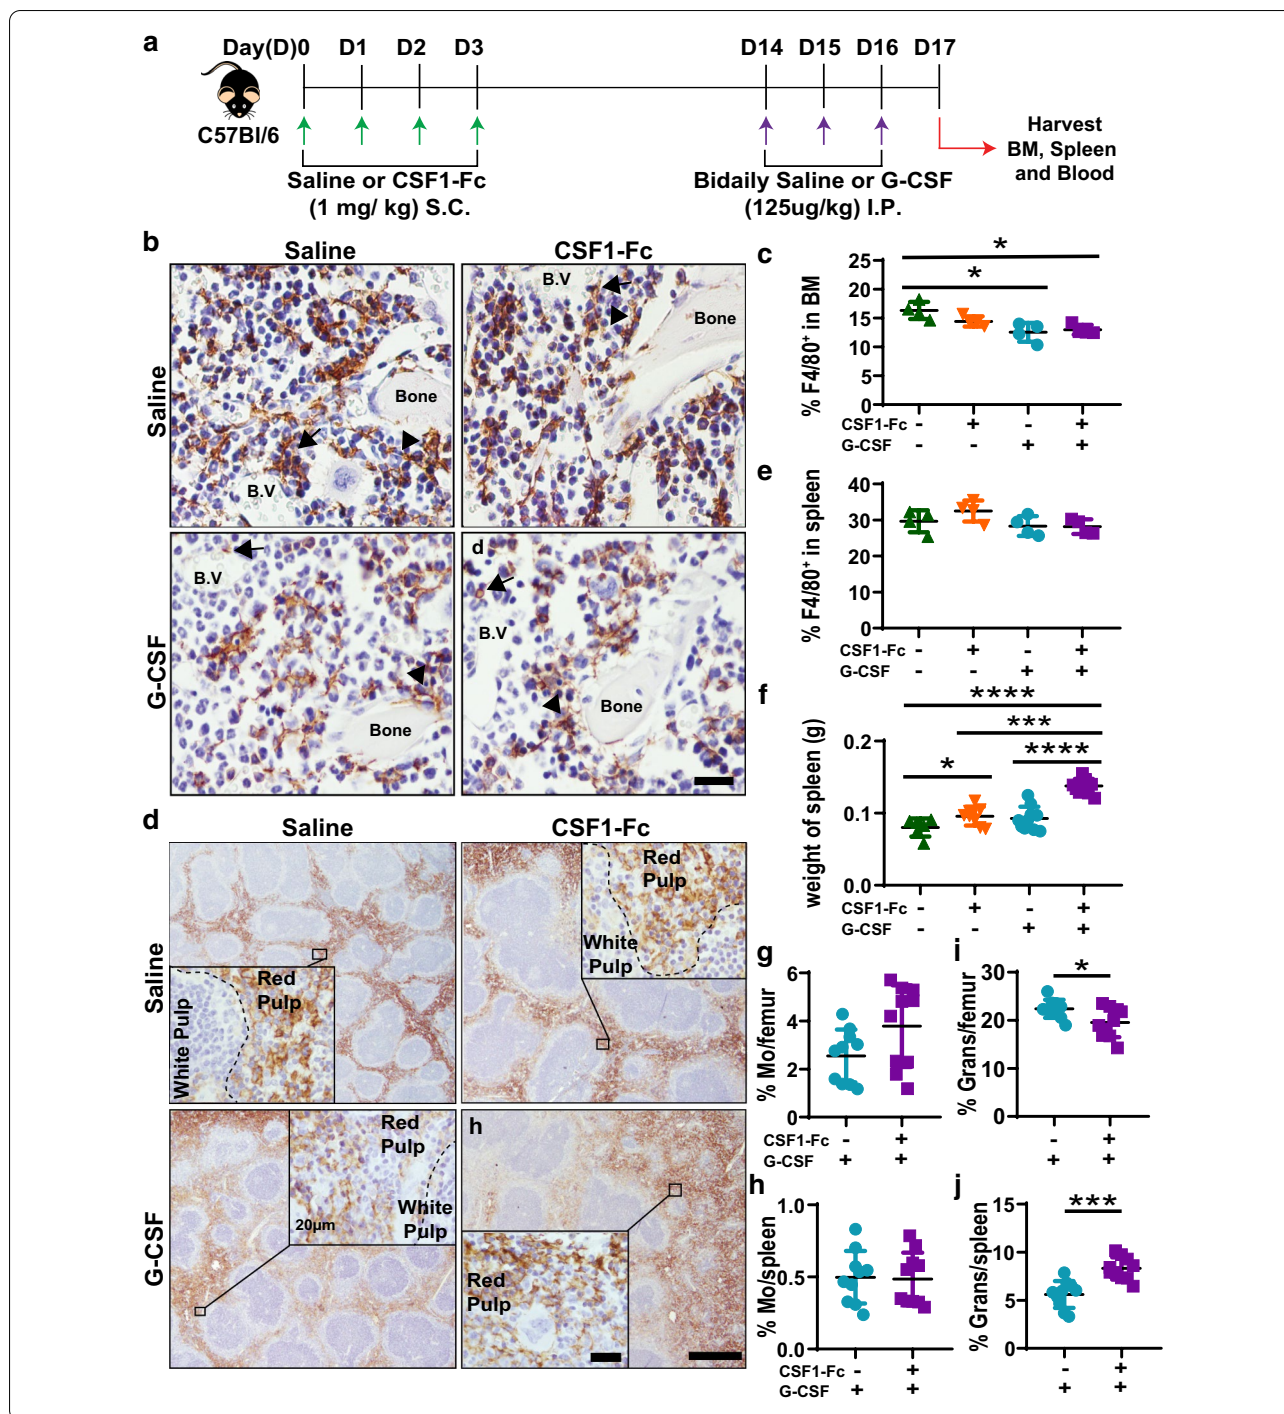 a
Day(D)0 D1 D2 D3 D14 D15 D16 D17
C57Bl/6
Saline or CSF1-Fc
(1 mg/ kg) S.C.
Bidaily Saline or G-CSF
(125ug/kg) I.P.
Harvest
BM, Spleen
and Blood
b
Saline CSF1-Fc
Saline
B.V
Bone
B.V
Bone
G-CSF
B.V
Bone
d
B.V
Bone
c
*
*
25
20
15
10
5
0
% F4/80⁺ in BM
CSF1-Fc - + - +
G-CSF - - + +
e
40
30
20
10
0
% F4/80⁺ in spleen
CSF1-Fc - + - +
G-CSF - - + +
f
****
***
****
*
0.2
0.1
0.0
weight of spleen (g)
CSF1-Fc - + - +
G-CSF - - + +
d
Saline CSF1-Fc
Saline
Red
Pulp
White Pulp
Red
Pulp
White
Pulp
G-CSF
Red
Pulp
White
Pulp
20μm
h
Red
Pulp
g
6
4
2
0
% Mo/femur
CSF1-Fc - +
G-CSF + +
i
*
30
20
10
0
% Grans/femur
- +
+ +
h
1.0
0.5
0.0
% Mo/spleen
CSF1-Fc - +
G-CSF + +
j
***
15
10
5
0
% Grans/spleen
- +
+ +